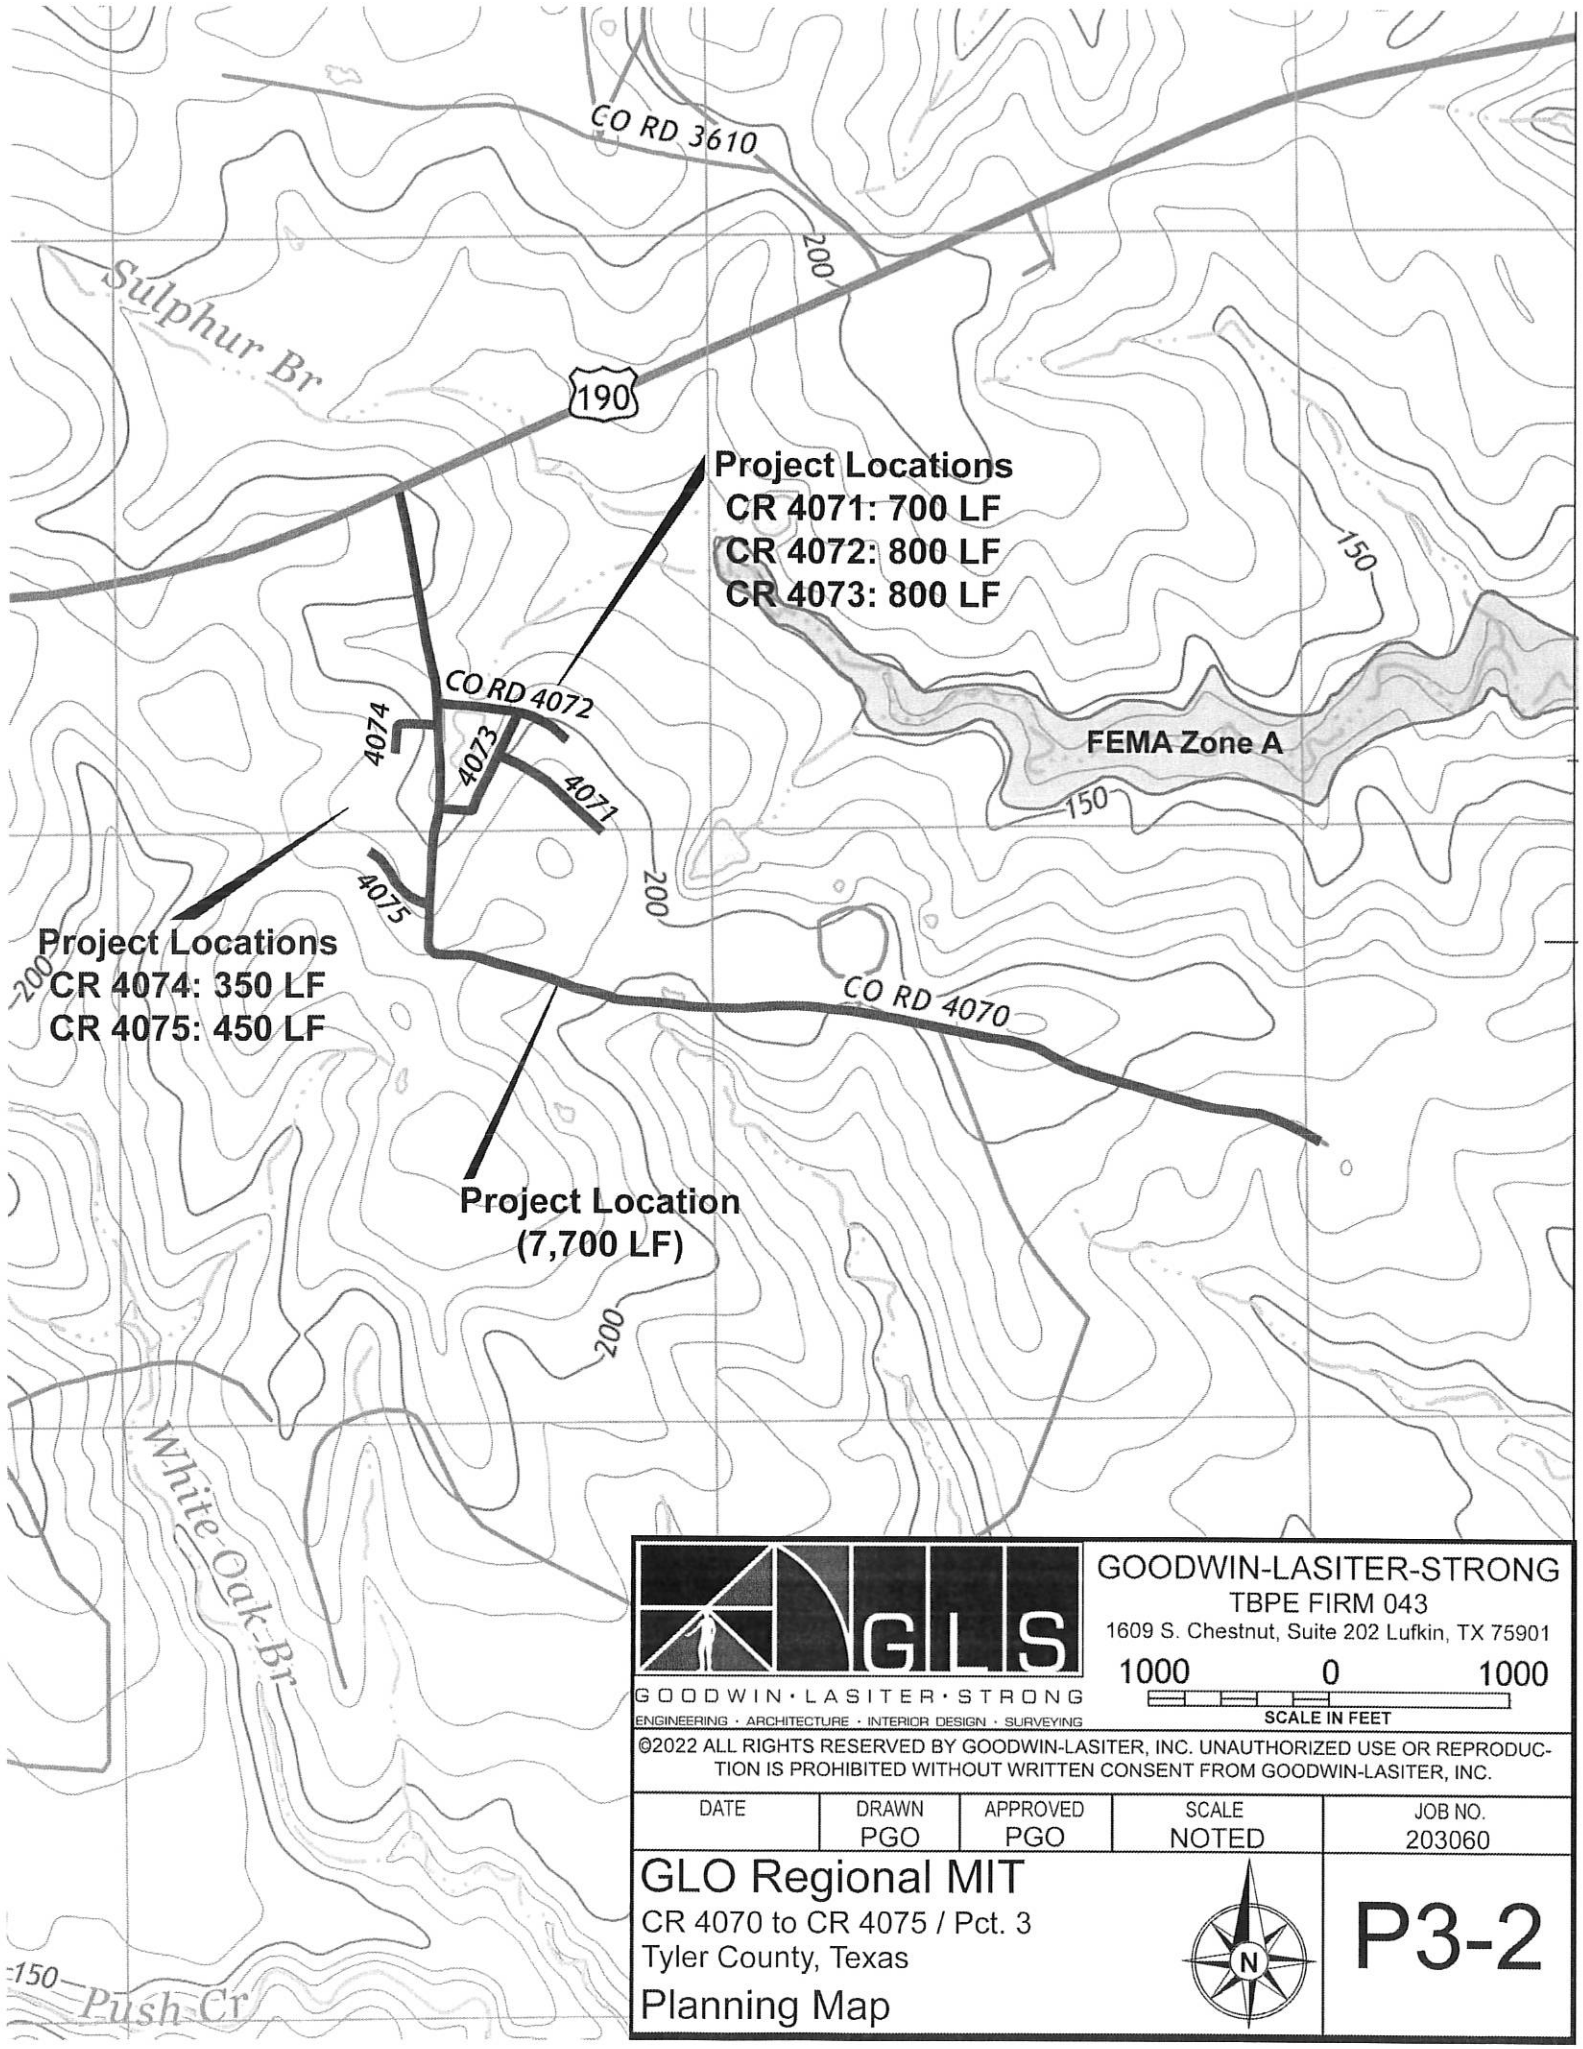 CO RD 3610
200
Sulphur Br
190
Project Locations
CR 4071: 700 LF
CR 4072: 800 LF
CR 4073: 800 LF
150
CO RD 4072
4074
4073
4071
FEMA Zone A
150
4075
200
Project Locations
CR 4074: 350 LF
CR 4075: 450 LF
200
CO RD 4070
Project Location
(7,700 LF)
200
White Oak Br
150
Push Cr
GLS
GOODWIN · LASITER · STRONG
ENGINEERING · ARCHITECTURE · INTERIOR DESIGN · SURVEYING
GOODWIN-LASITER-STRONG
TBPE FIRM 043
1609 S. Chestnut, Suite 202 Lufkin, TX 75901
1000 0 1000
SCALE IN FEET
©2022 ALL RIGHTS RESERVED BY GOODWIN-LASITER, INC. UNAUTHORIZED USE OR REPRODUC-
TION IS PROHIBITED WITHOUT WRITTEN CONSENT FROM GOODWIN-LASITER, INC.
DATE DRAWN APPROVED SCALE JOB NO.
PGO PGO NOTED 203060
GLO Regional MIT
CR 4070 to CR 4075 / Pct. 3
Tyler County, Texas
Planning Map
N
P3-2